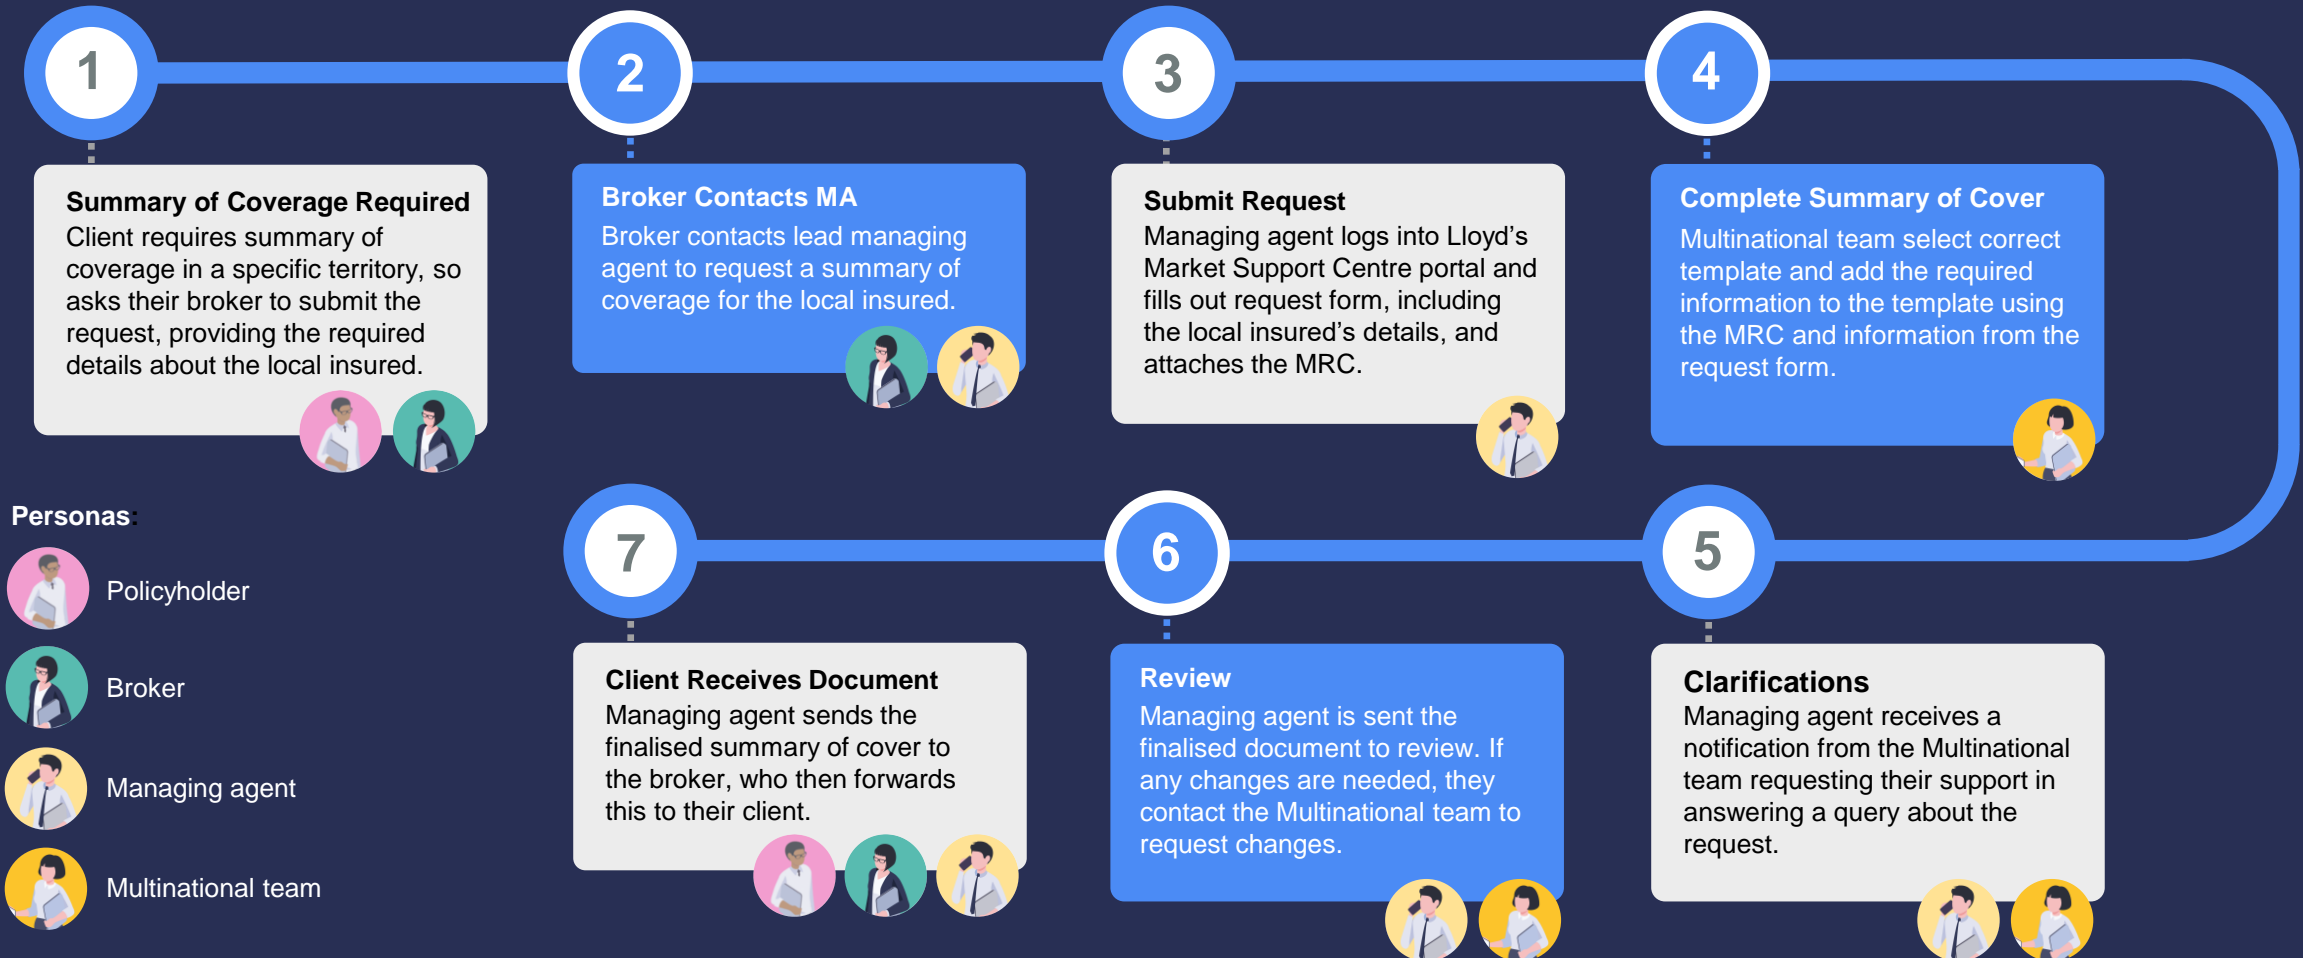 1
2
3
4
Summary of Coverage Required
Client requires summary of
coverage in a specific territory, so
asks their broker to submit the
request, providing the required
details about the local insured.
Broker Contacts MA
Broker contacts lead managing
agent to request a summary of
coverage for the local insured.
Submit Request
Managing agent logs into Lloyd’s
Market Support Centre portal and
fills out request form, including
the local insured’s details, and
attaches the MRC.
Complete Summary of Cover
Multinational team select correct
template and add the required
information to the template using
the MRC and information from the
request form.
5
Clarifications
Managing agent receives a
notification from the Multinational
team requesting their support in
answering a query about the
request.
6
Review
Managing agent is sent the
finalised document to review. If
any changes are needed, they
contact the Multinational team to
request changes.
7
Client Receives Document
Managing agent sends the
finalised summary of cover to
the broker, who then forwards
this to their client.
Personas:
Policyholder
Broker
Managing agent
Multinational team